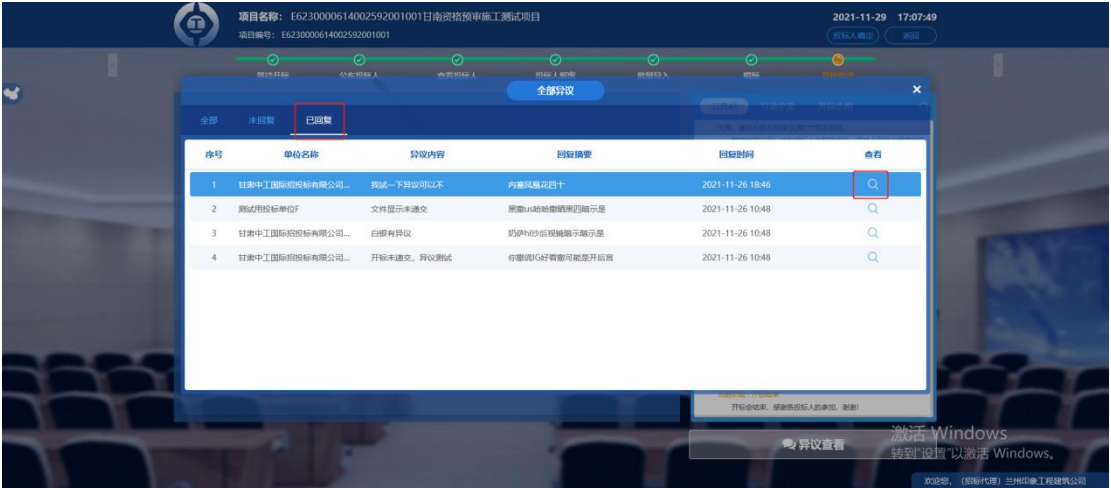 项目名称： E6230000614002592001001甘南资格预审施工测试项目
2021-11-29 17:07:49
项目编号： E6230000614002592001001
投标人确定
返回
全部异议
全部 未回复 已回复
序号 单位名称 异议内容 回复摘要 回复时间 查看
1 甘肃中工国际招投标有限公司... 我试一下异议可以不 内塞凤凰花四十 2021-11-26 18:46
2 测试用投标单位F 文件显示未递交 2021-11-26 10:48
3 甘肃中工国际招投标有限公司... 白银有异议 2021-11-26 10:48
4 甘肃中工国际招投标有限公司... 开标未递交，异议测试 2021-11-26 10:48
开标会结束，感谢各投标人的参加，谢谢!
异议查看
激活 Windows
转到"设置"以激活 Windows。
欢迎您，（招标代理）兰州印象工程建筑公司